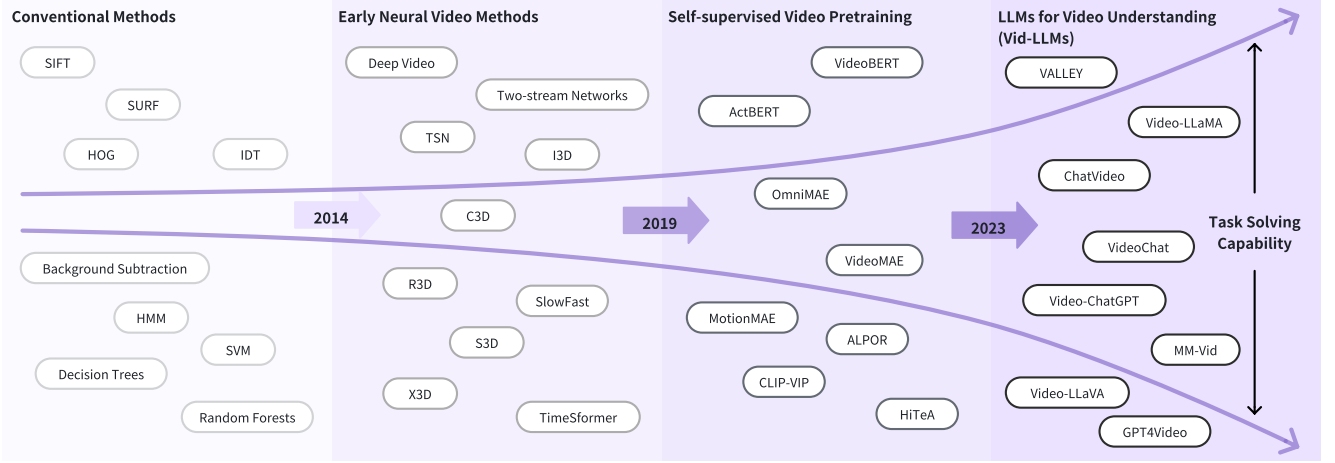 Conventional Methods
SIFT
SURF
HOG
IDT
Background Subtraction
HMM
SVM
Decision Trees
Random Forests
2014
Early Neural Video Methods
Deep Video
Two-stream Networks
TSN
I3D
C3D
R3D
SlowFast
S3D
X3D
TimeSformer
2019
Self-supervised Video Pretraining
VideoBERT
ActBERT
OmniMAE
VideoMAE
MotionMAE
ALPOR
CLIP-VIP
HiTeA
2023
LLMs for Video Understanding
(Vid-LLMs)
VALLEY
Video-LLaMA
ChatVideo
VideoChat
Video-ChatGPT
MM-Vid
Video-LLaVA
GPT4Video
Task Solving
Capability